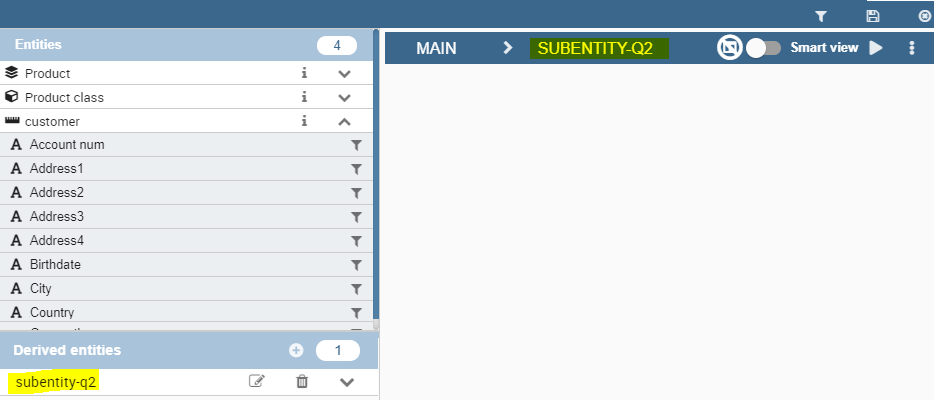 Entities 4
MAIN > SUBENTITY-Q2 Smart view
Product i
Product class i
customer i
A Account num
A Address1
A Address2
A Address3
A Address4
A Birthdate
A City
A Country
Derived entities 1
subentity-q2